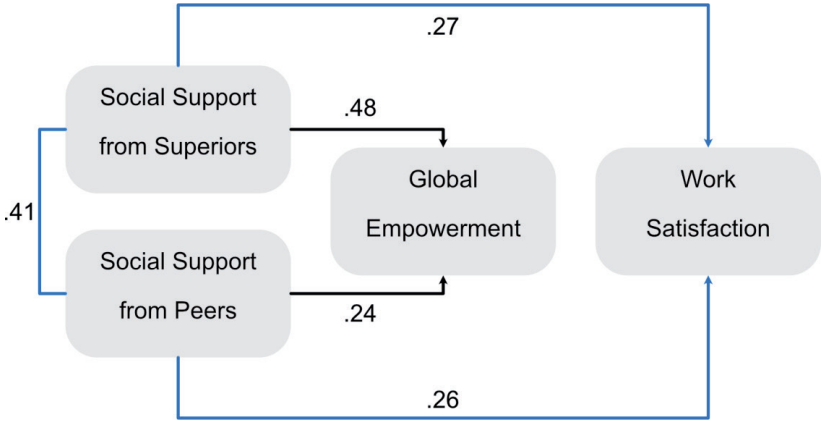 .27
Social Support
from Superiors
.48
Global
Empowerment
Work
Satisfaction
.41
Social Support
from Peers
.24
.26